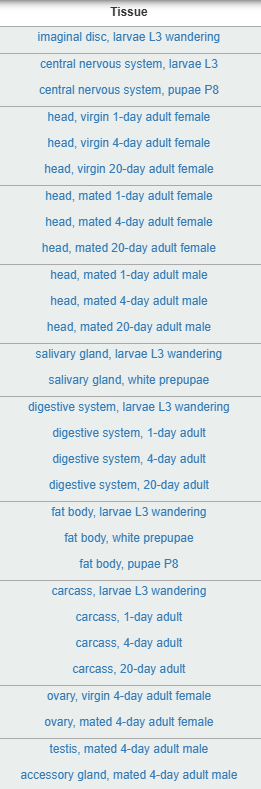 Tissue
imaginal disc, larvae L3 wandering
central nervous system, larvae L3
central nervous system, pupae P8
head, virgin 1-day adult female
head, virgin 4-day adult female
head, virgin 20-day adult female
head, mated 1-day adult female
head, mated 4-day adult female
head, mated 20-day adult female
head, mated 1-day adult male
head, mated 4-day adult male
head, mated 20-day adult male
salivary gland, larvae L3 wandering
salivary gland, white prepupae
digestive system, larvae L3 wandering
digestive system, 1-day adult
digestive system, 4-day adult
digestive system, 20-day adult
fat body, larvae L3 wandering
fat body, white prepupae
fat body, pupae P8
carcass, larvae L3 wandering
carcass, 1-day adult
carcass, 4-day adult
carcass, 20-day adult
ovary, virgin 4-day adult female
ovary, mated 4-day adult female
testis, mated 4-day adult male
accessory gland, mated 4-day adult male